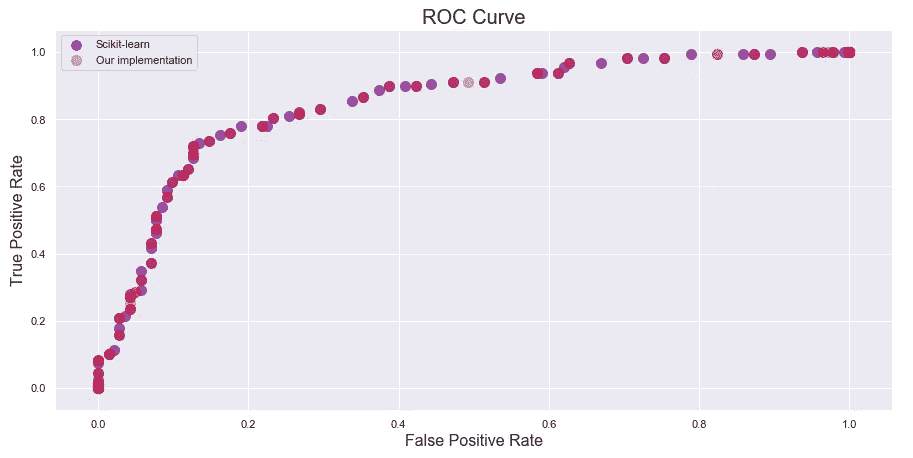 ROC Curve
Scikit-learn
Our implementation
True Positive Rate
1.0
0.8
0.6
0.4
0.2
0.0
0.0 0.2 0.4 0.6 0.8 1.0
False Positive Rate